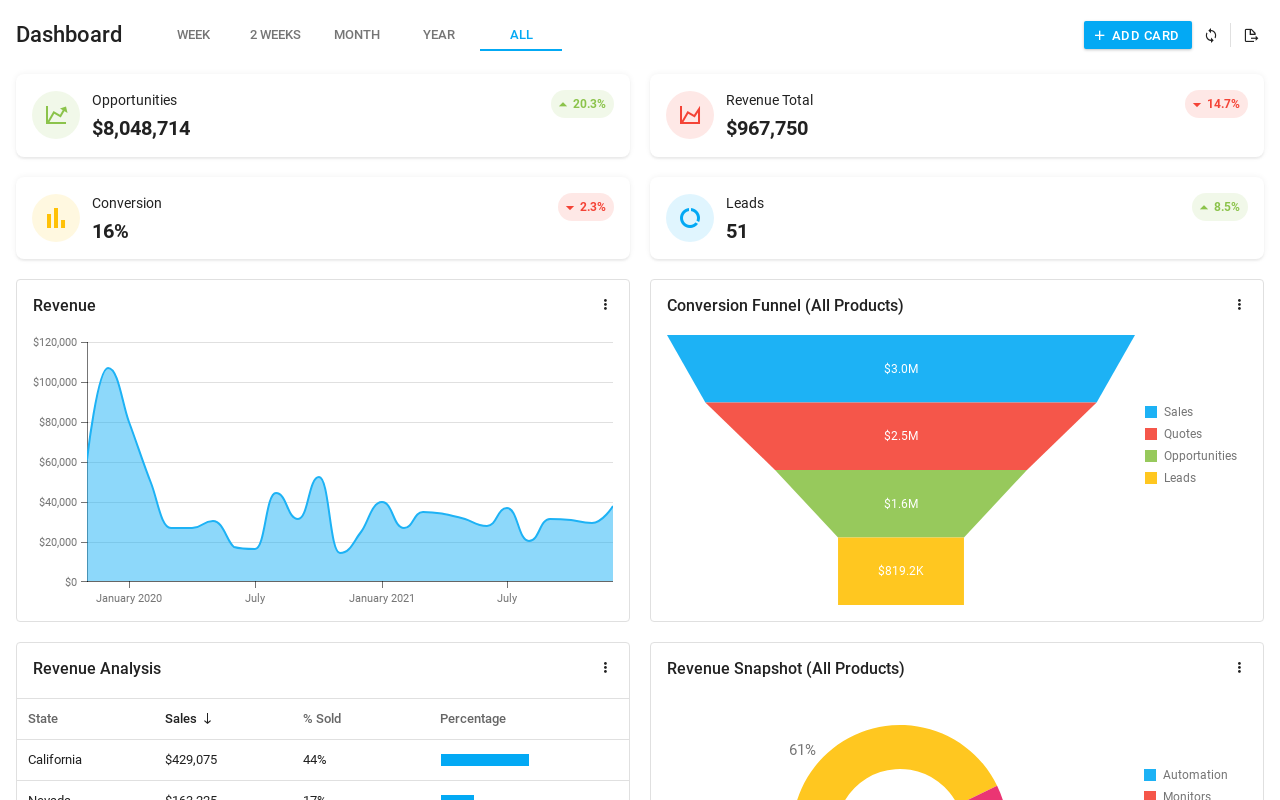 Dashboard WEEK 2 WEEKS MONTH YEAR ALL ADD CARD
Opportunities 20.3%
$8,048,714
Revenue Total 14.7%
$967,750
Conversion 2.3%
16%
Leads 8.5%
51
Revenue
$120,000
$100,000
$80,000
$60,000
$40,000
$20,000
$0
January 2020 July January 2021 July
Conversion Funnel (All Products)
$3.0M
$2.5M
$1.6M
$819.2K
Sales
Quotes
Opportunities
Leads
Revenue Analysis
State Sales % Sold Percentage
California $429,075 44%
Nevada $163,225 17%
Revenue Snapshot (All Products)
61%
Automation
Monitors